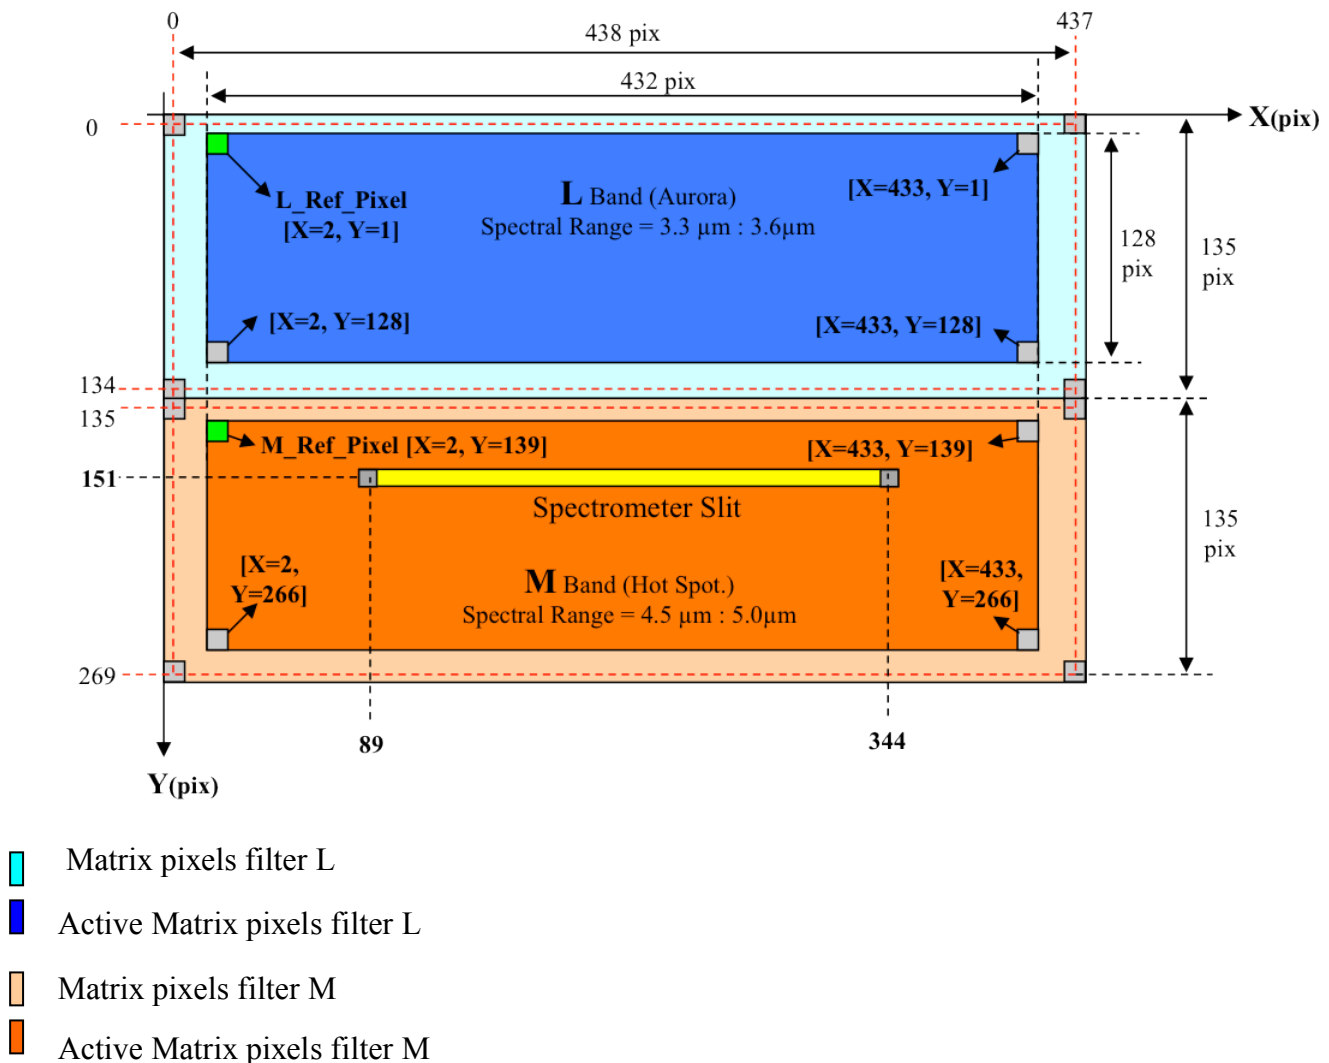 0
437
438 pix
432 pix
X(pix)
0
L_Ref_Pixel
[X=2, Y=1]
L Band (Aurora)
Spectral Range = 3.3 µm : 3.6µm
[X=433, Y=1]
128
pix
135
pix
[X=2, Y=128]
[X=433, Y=128]
134
135
M_Ref_Pixel [X=2, Y=139]
[X=433, Y=139]
151
Spectrometer Slit
135
pix
[X=2,
Y=266]
M Band (Hot Spot.)
Spectral Range = 4.5 µm : 5.0µm
[X=433,
Y=266]
269
89
344
Y(pix)
Matrix pixels filter L
Active Matrix pixels filter L
Matrix pixels filter M
Active Matrix pixels filter M